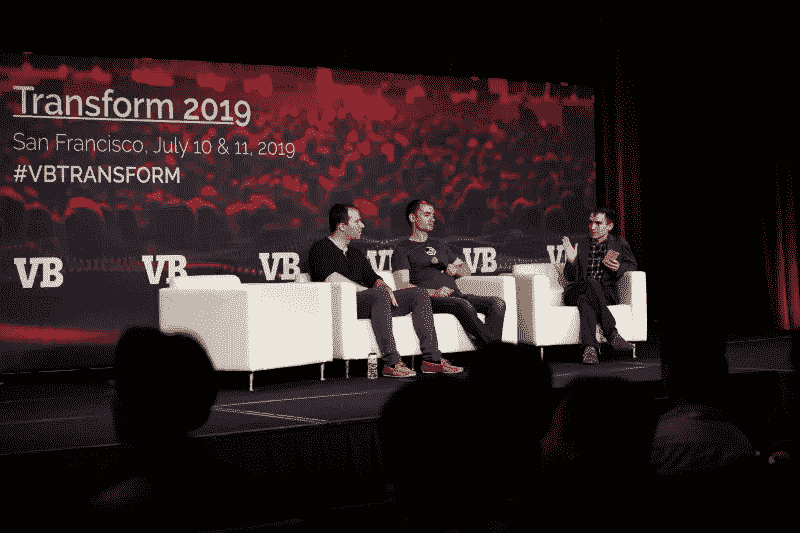 Transform 2019
San Francisco, July 10 & 11, 2019
#VBTRANSFORM
VB VB VB VB VB VB